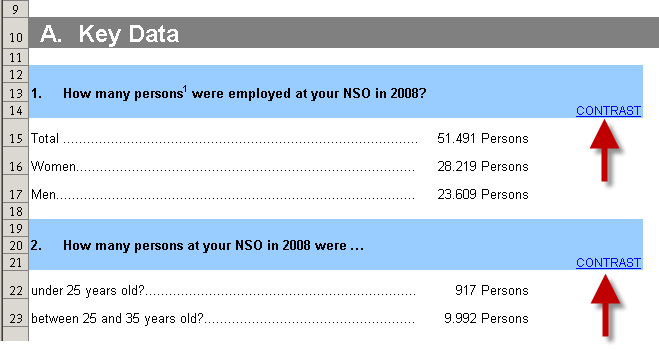 9
10 A. Key Data
11
12
13 1. How many persons¹ were employed at your NSO in 2008?
14 CONTRAST
15 Total ........................................................................................ 51.491 Persons
16 Women.................................................................................... 28.219 Persons
17 Men.......................................................................................... 23.609 Persons
18
19
20 2. How many persons at your NSO in 2008 were …
21 CONTRAST
22 under 25 years old?.................................................................... 917 Persons
23 between 25 and 35 years old?..................................................... 9.992 Persons